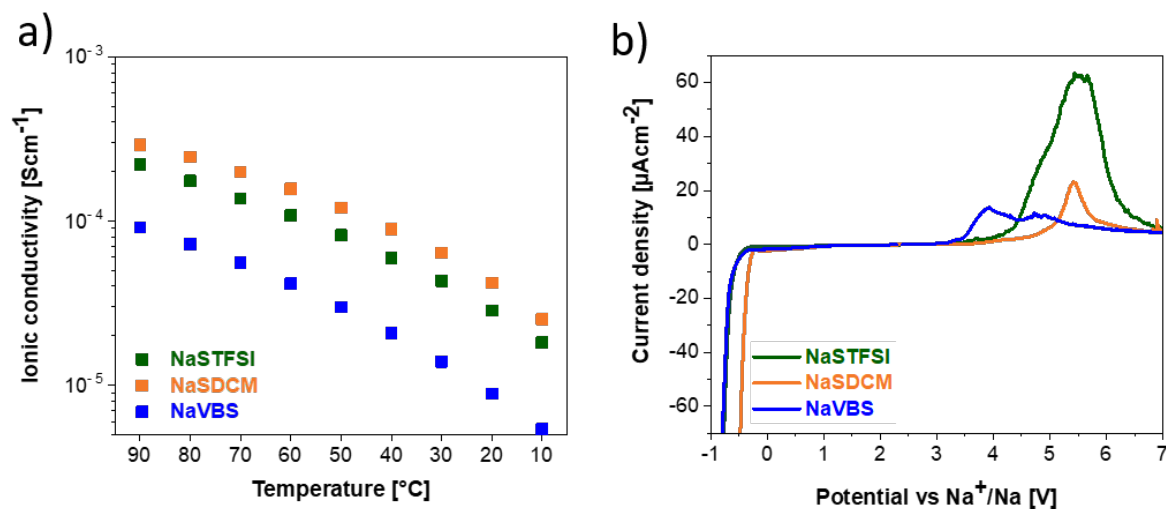 a)
Ionic conductivity [Scm⁻¹]
10⁻³
10⁻⁴
10⁻⁵
NaSTFSI
NaSDCM
NaVBS
90 80 70 60 50 40 30 20 10
Temperature [°C]
b)
Current density [µAcm⁻²]
60
40
20
0
-20
-40
-60
NaSTFSI
NaSDCM
NaVBS
-1 0 1 2 3 4 5 6 7
Potential vs Na⁺/Na [V]